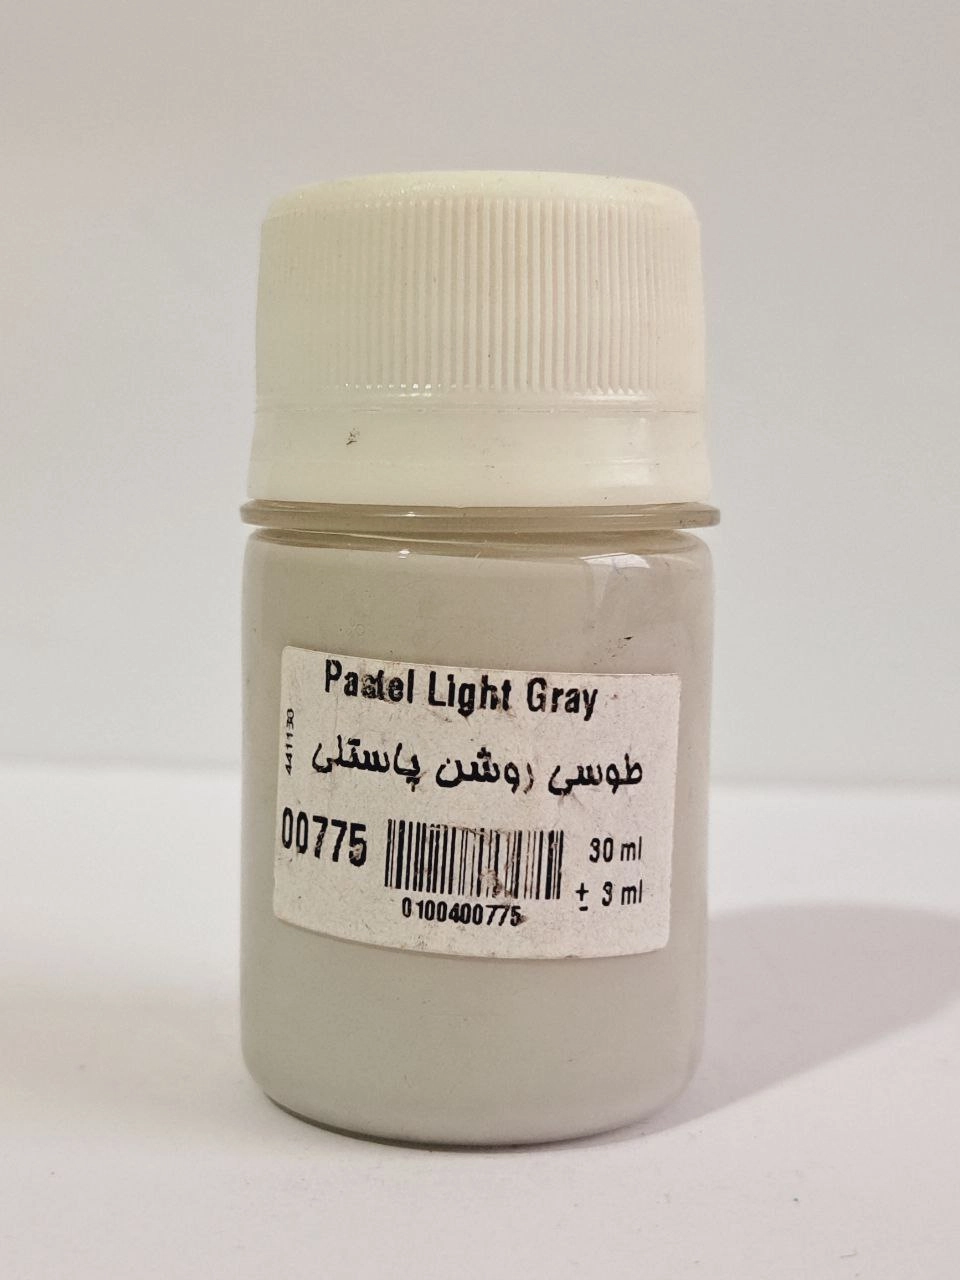 Pastel Light Gray
طوسی روشن پاستلی
00775
30 ml
± 3 ml
0100400775